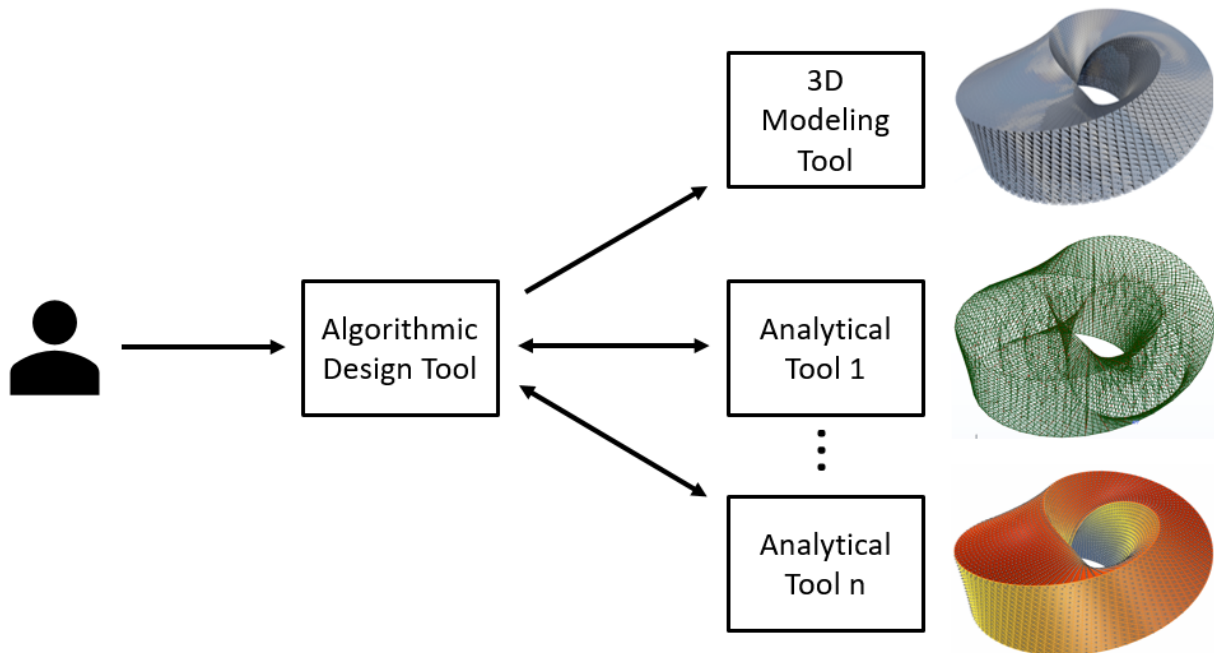 3D
Modeling
Tool
Algorithmic
Design Tool
Analytical
Tool 1
Analytical
Tool n